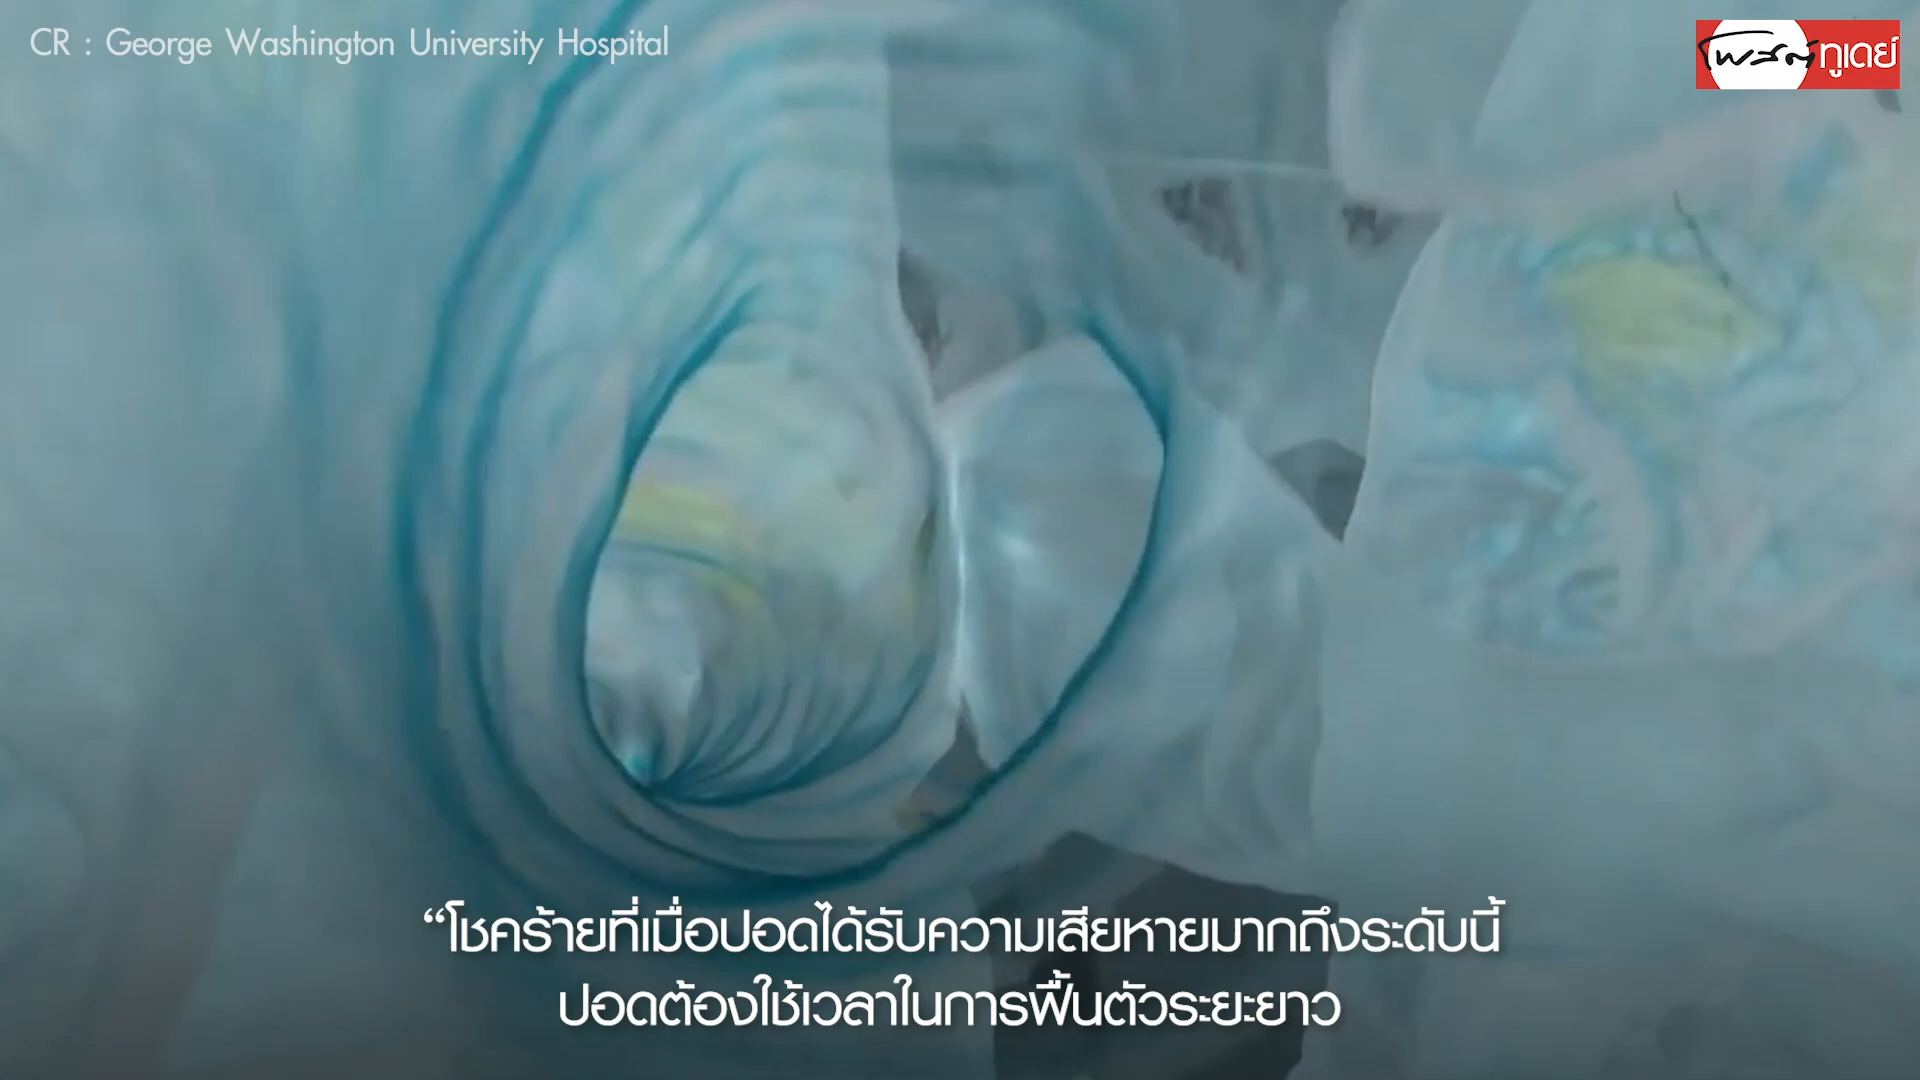 CR : George Washington University Hospital
โพสต์ทูเดย์
“โชคร้ายที่เมื่อปอดได้รับความเสียหายมากถึงระดับนี้
ปอดต้องใช้เวลาในการฟื้นตัวระยะยาว